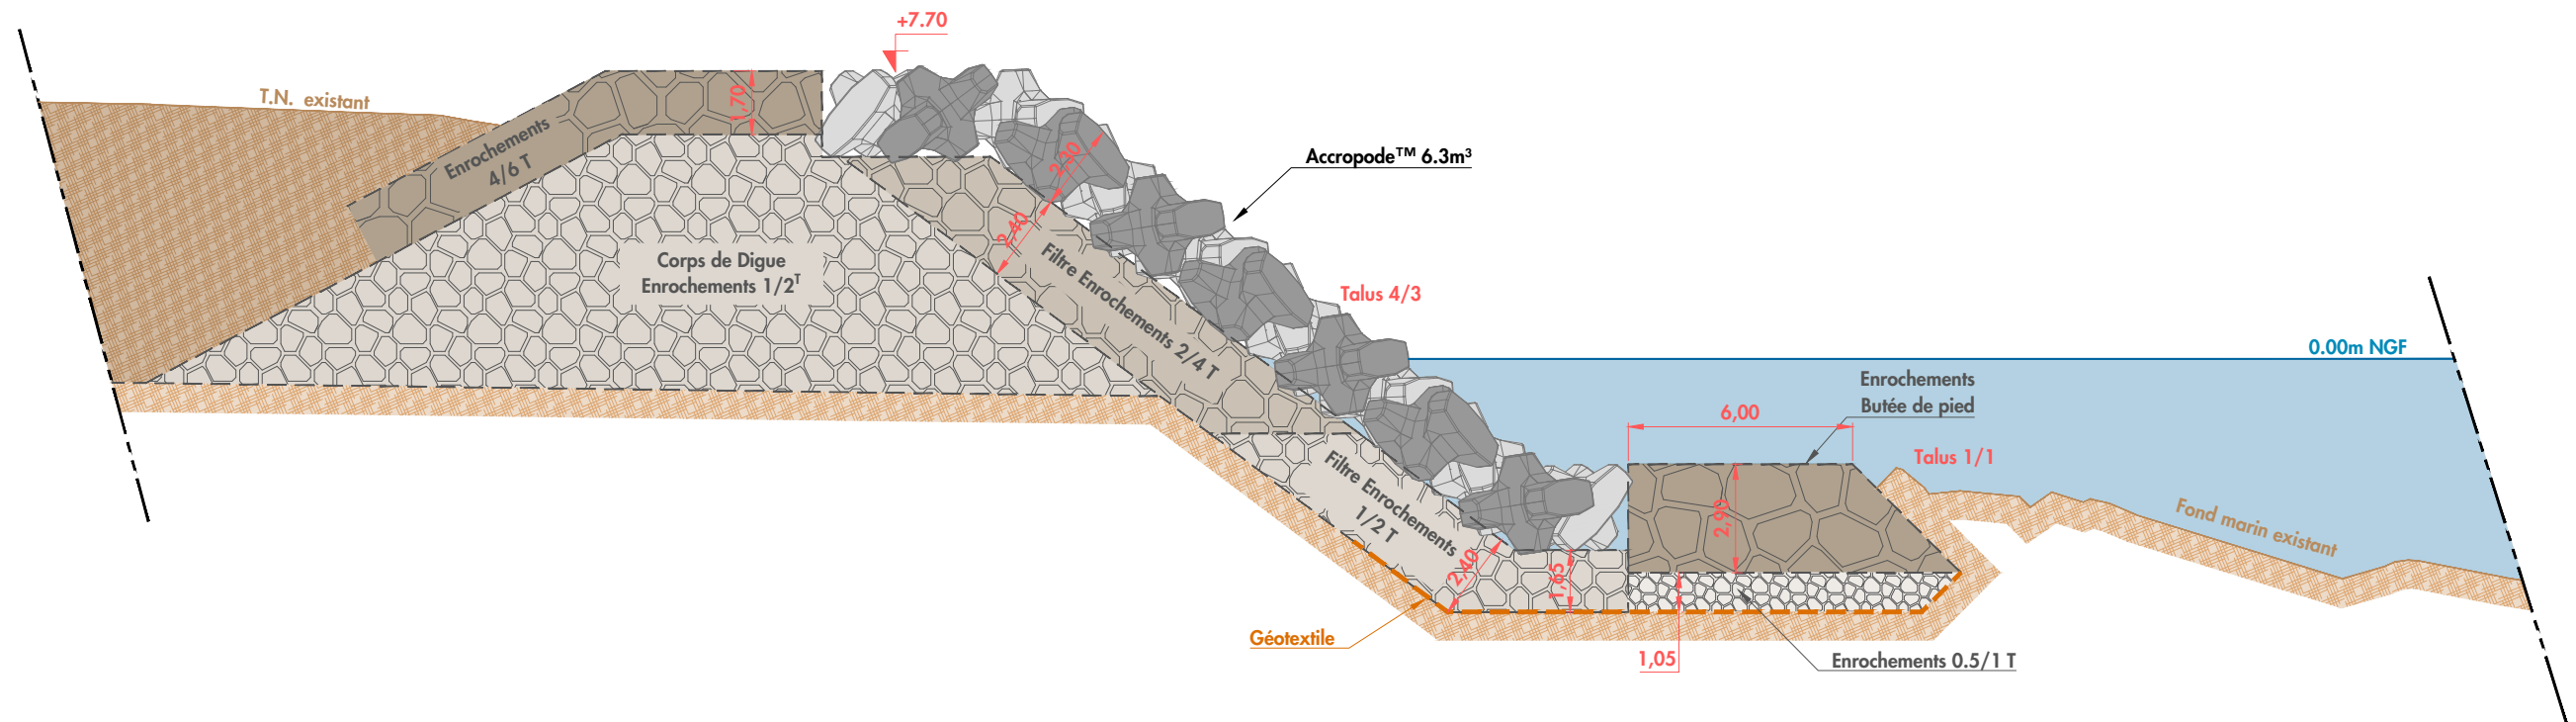 +7.70
T.N. existant
1,70
Enrochements
4/6 T
2,30
Accropode™ 6.3m³
2,40
Corps de Digue
Enrochements 1/2ᵀ
Filtre Enrochements 2/4 T
Talus 4/3
0.00m NGF
Enrochements
Butée de pied
6,00
Talus 1/1
Filtre Enrochements
1/2 T
2,90
Fond marin existant
2,40
1,65
Géotextile
1,05
Enrochements 0.5/1 T